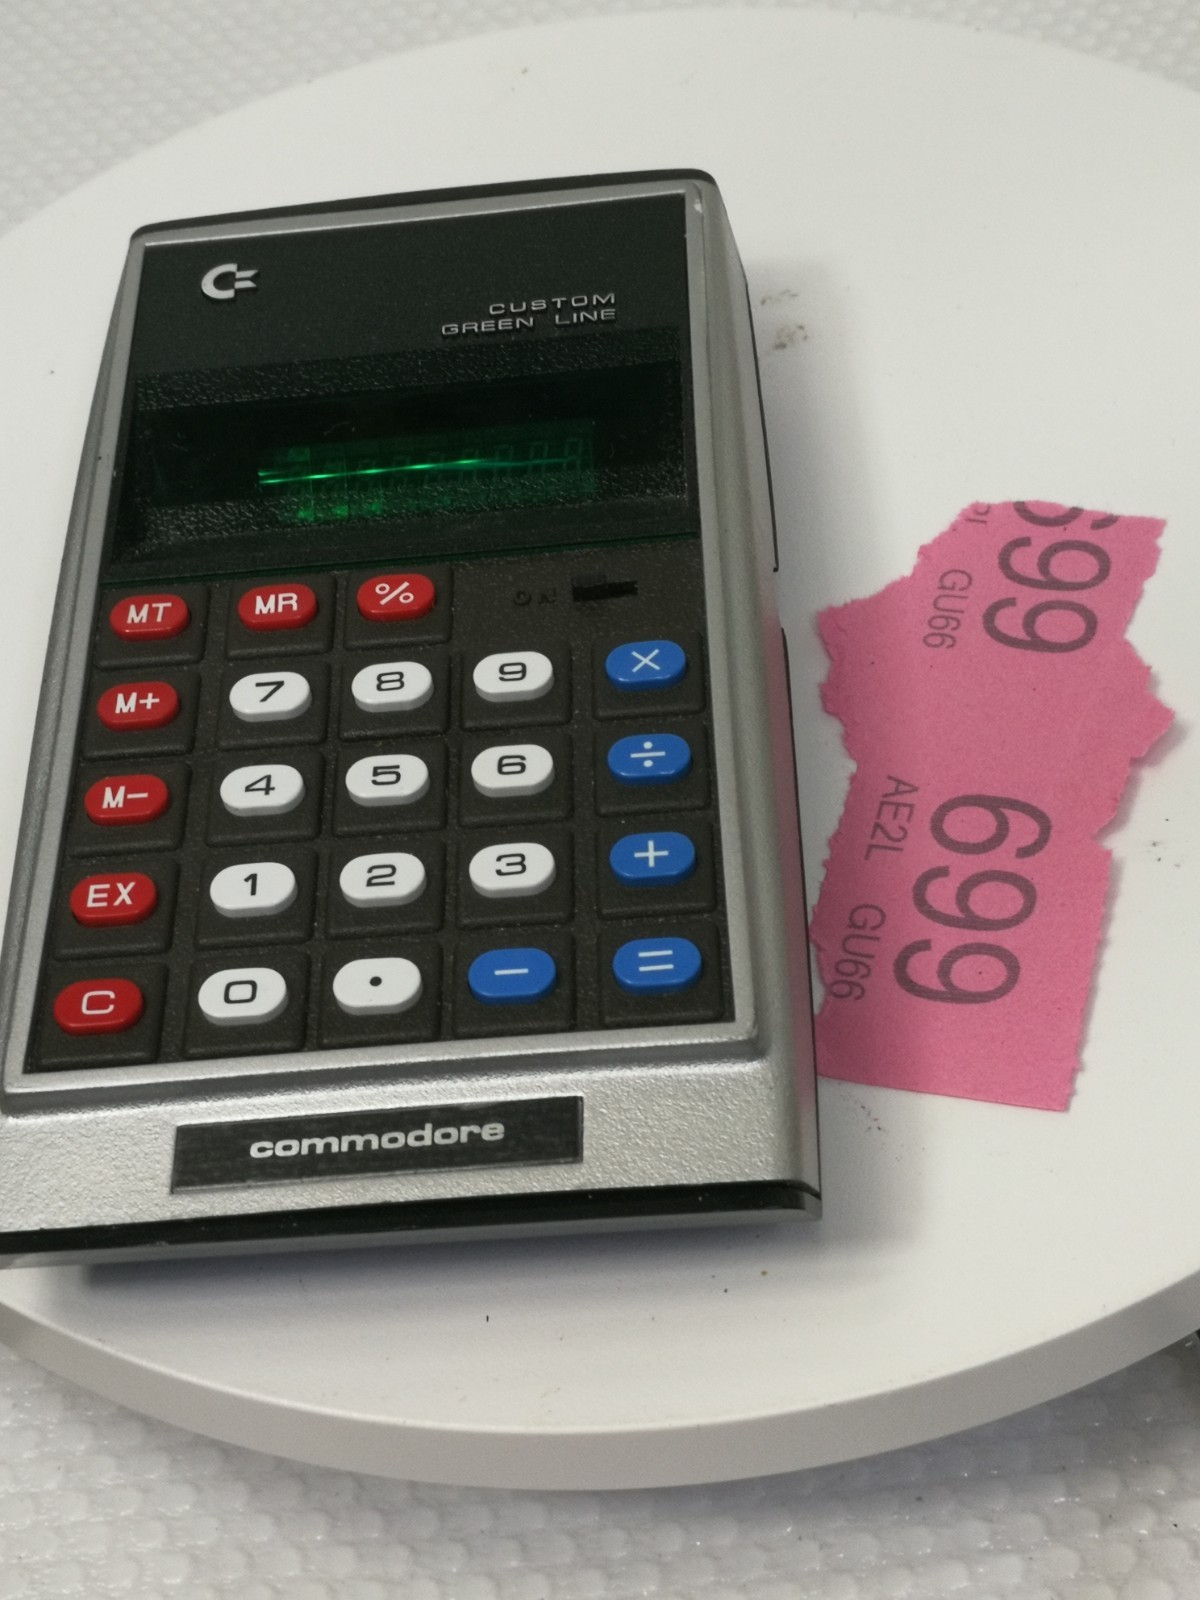 CUSTOM
GREEN LINE
ON
MT MR %
M+ 7 8 9 ×
M− 4 5 6 ÷
EX 1 2 3 +
C 0 • − =
commodore
699
GU66
699
AE2L GU66